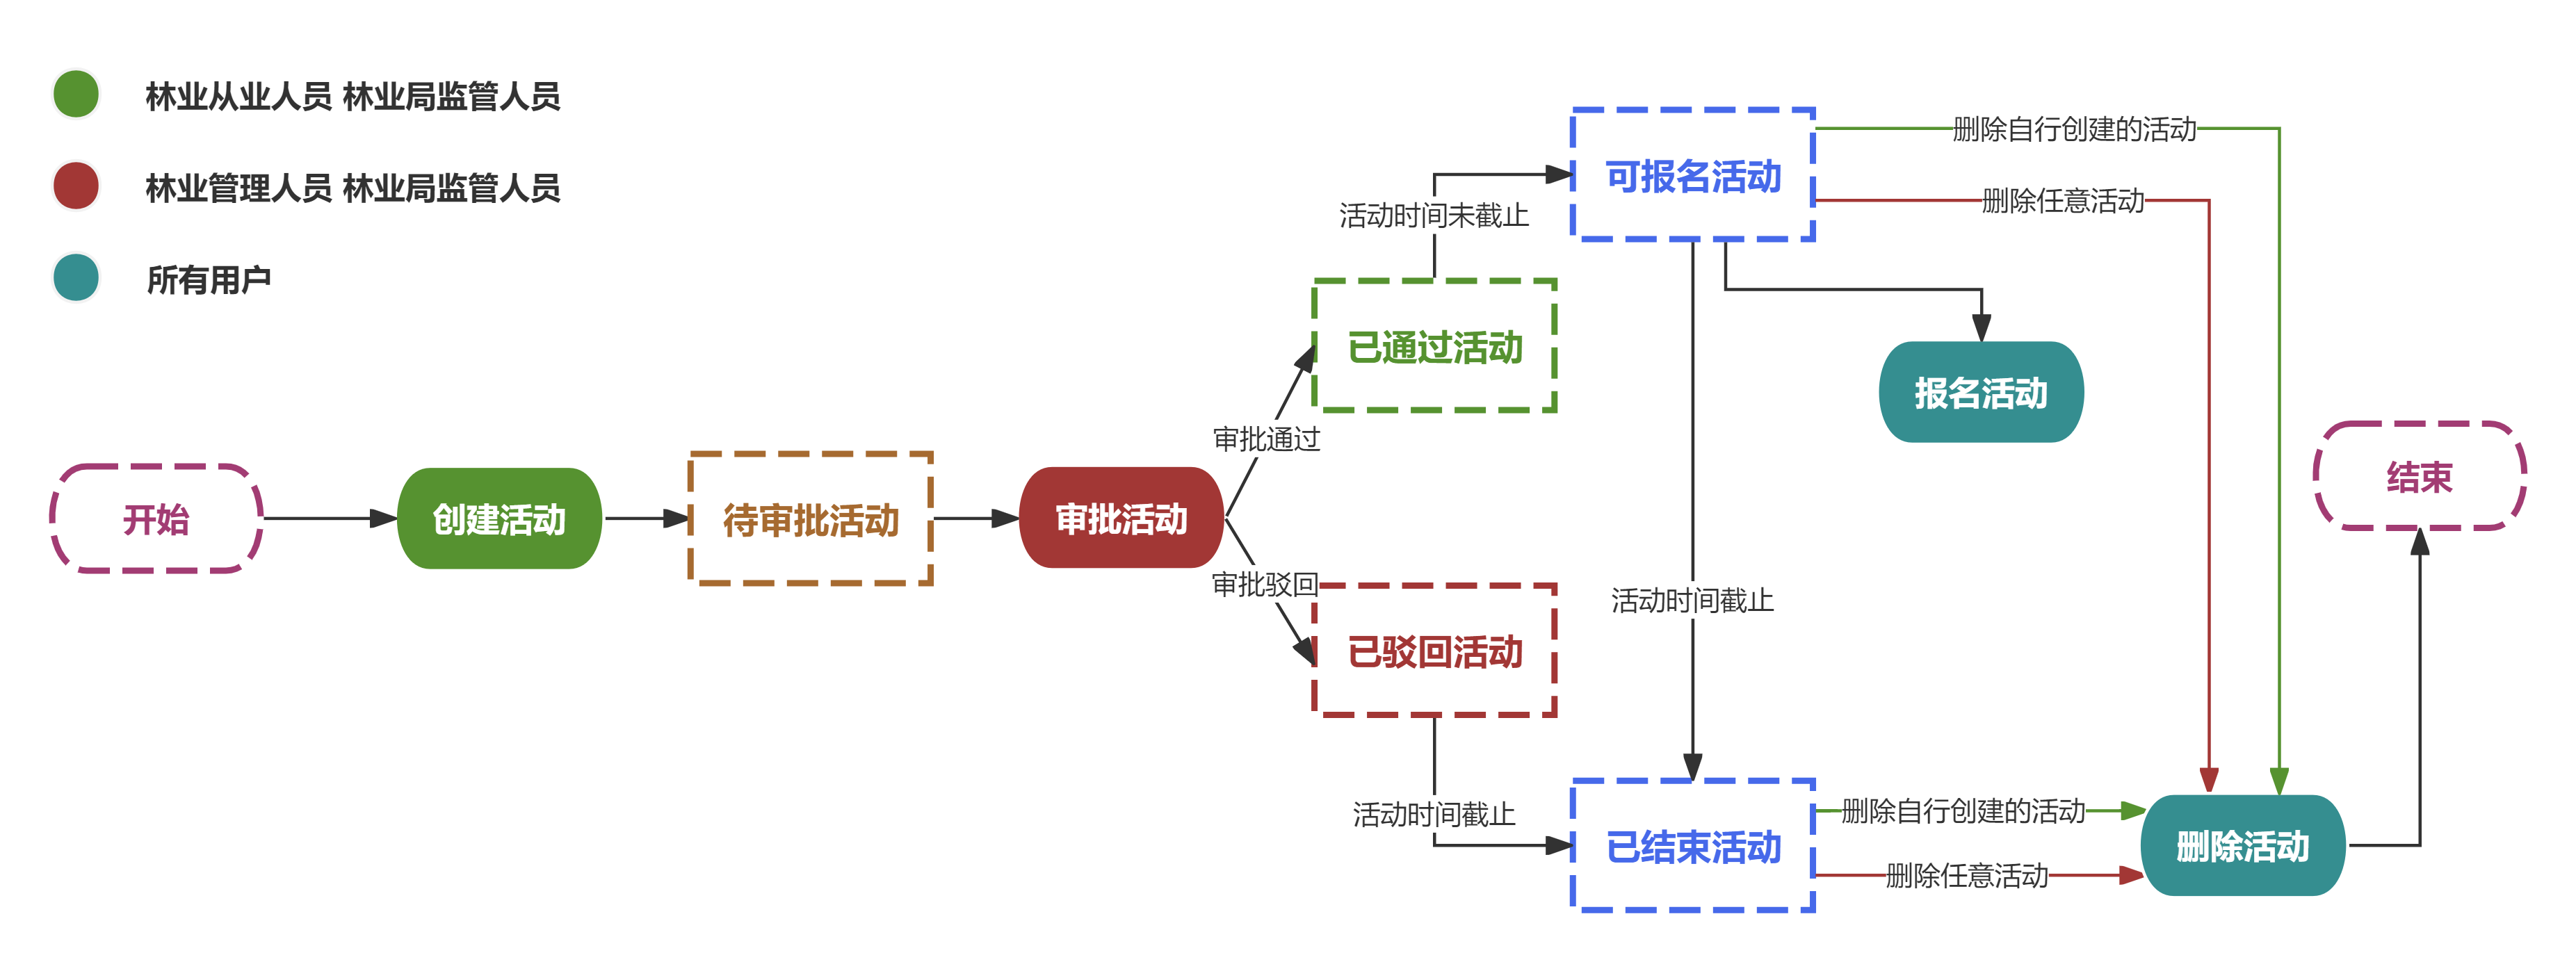 林业从业人员 林业局监管人员
林业管理人员 林业局监管人员
所有用户
开始
创建活动
待审批活动
审批活动
审批通过
审批驳回
已通过活动
已驳回活动
活动时间未截止
活动时间截止
可报名活动
报名活动
活动时间截止
已结束活动
删除自行创建的活动
删除任意活动
删除自行创建的活动
删除任意活动
删除活动
结束